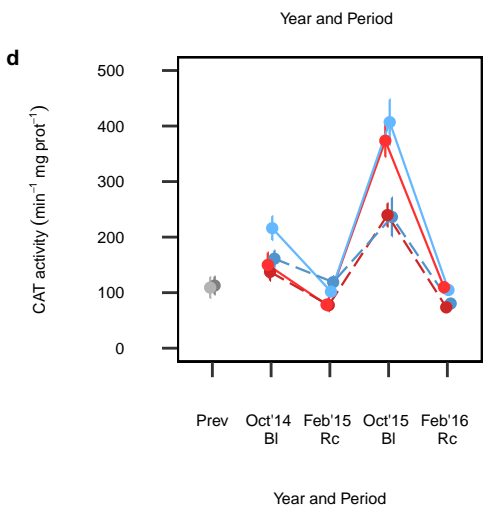 Year and Period
d
CAT activity (min⁻¹ mg prot⁻¹)
500
400
300
200
100
0
Prev Oct'14 Feb'15 Oct'15 Feb'16
Bl Rc Bl Rc
Year and Period